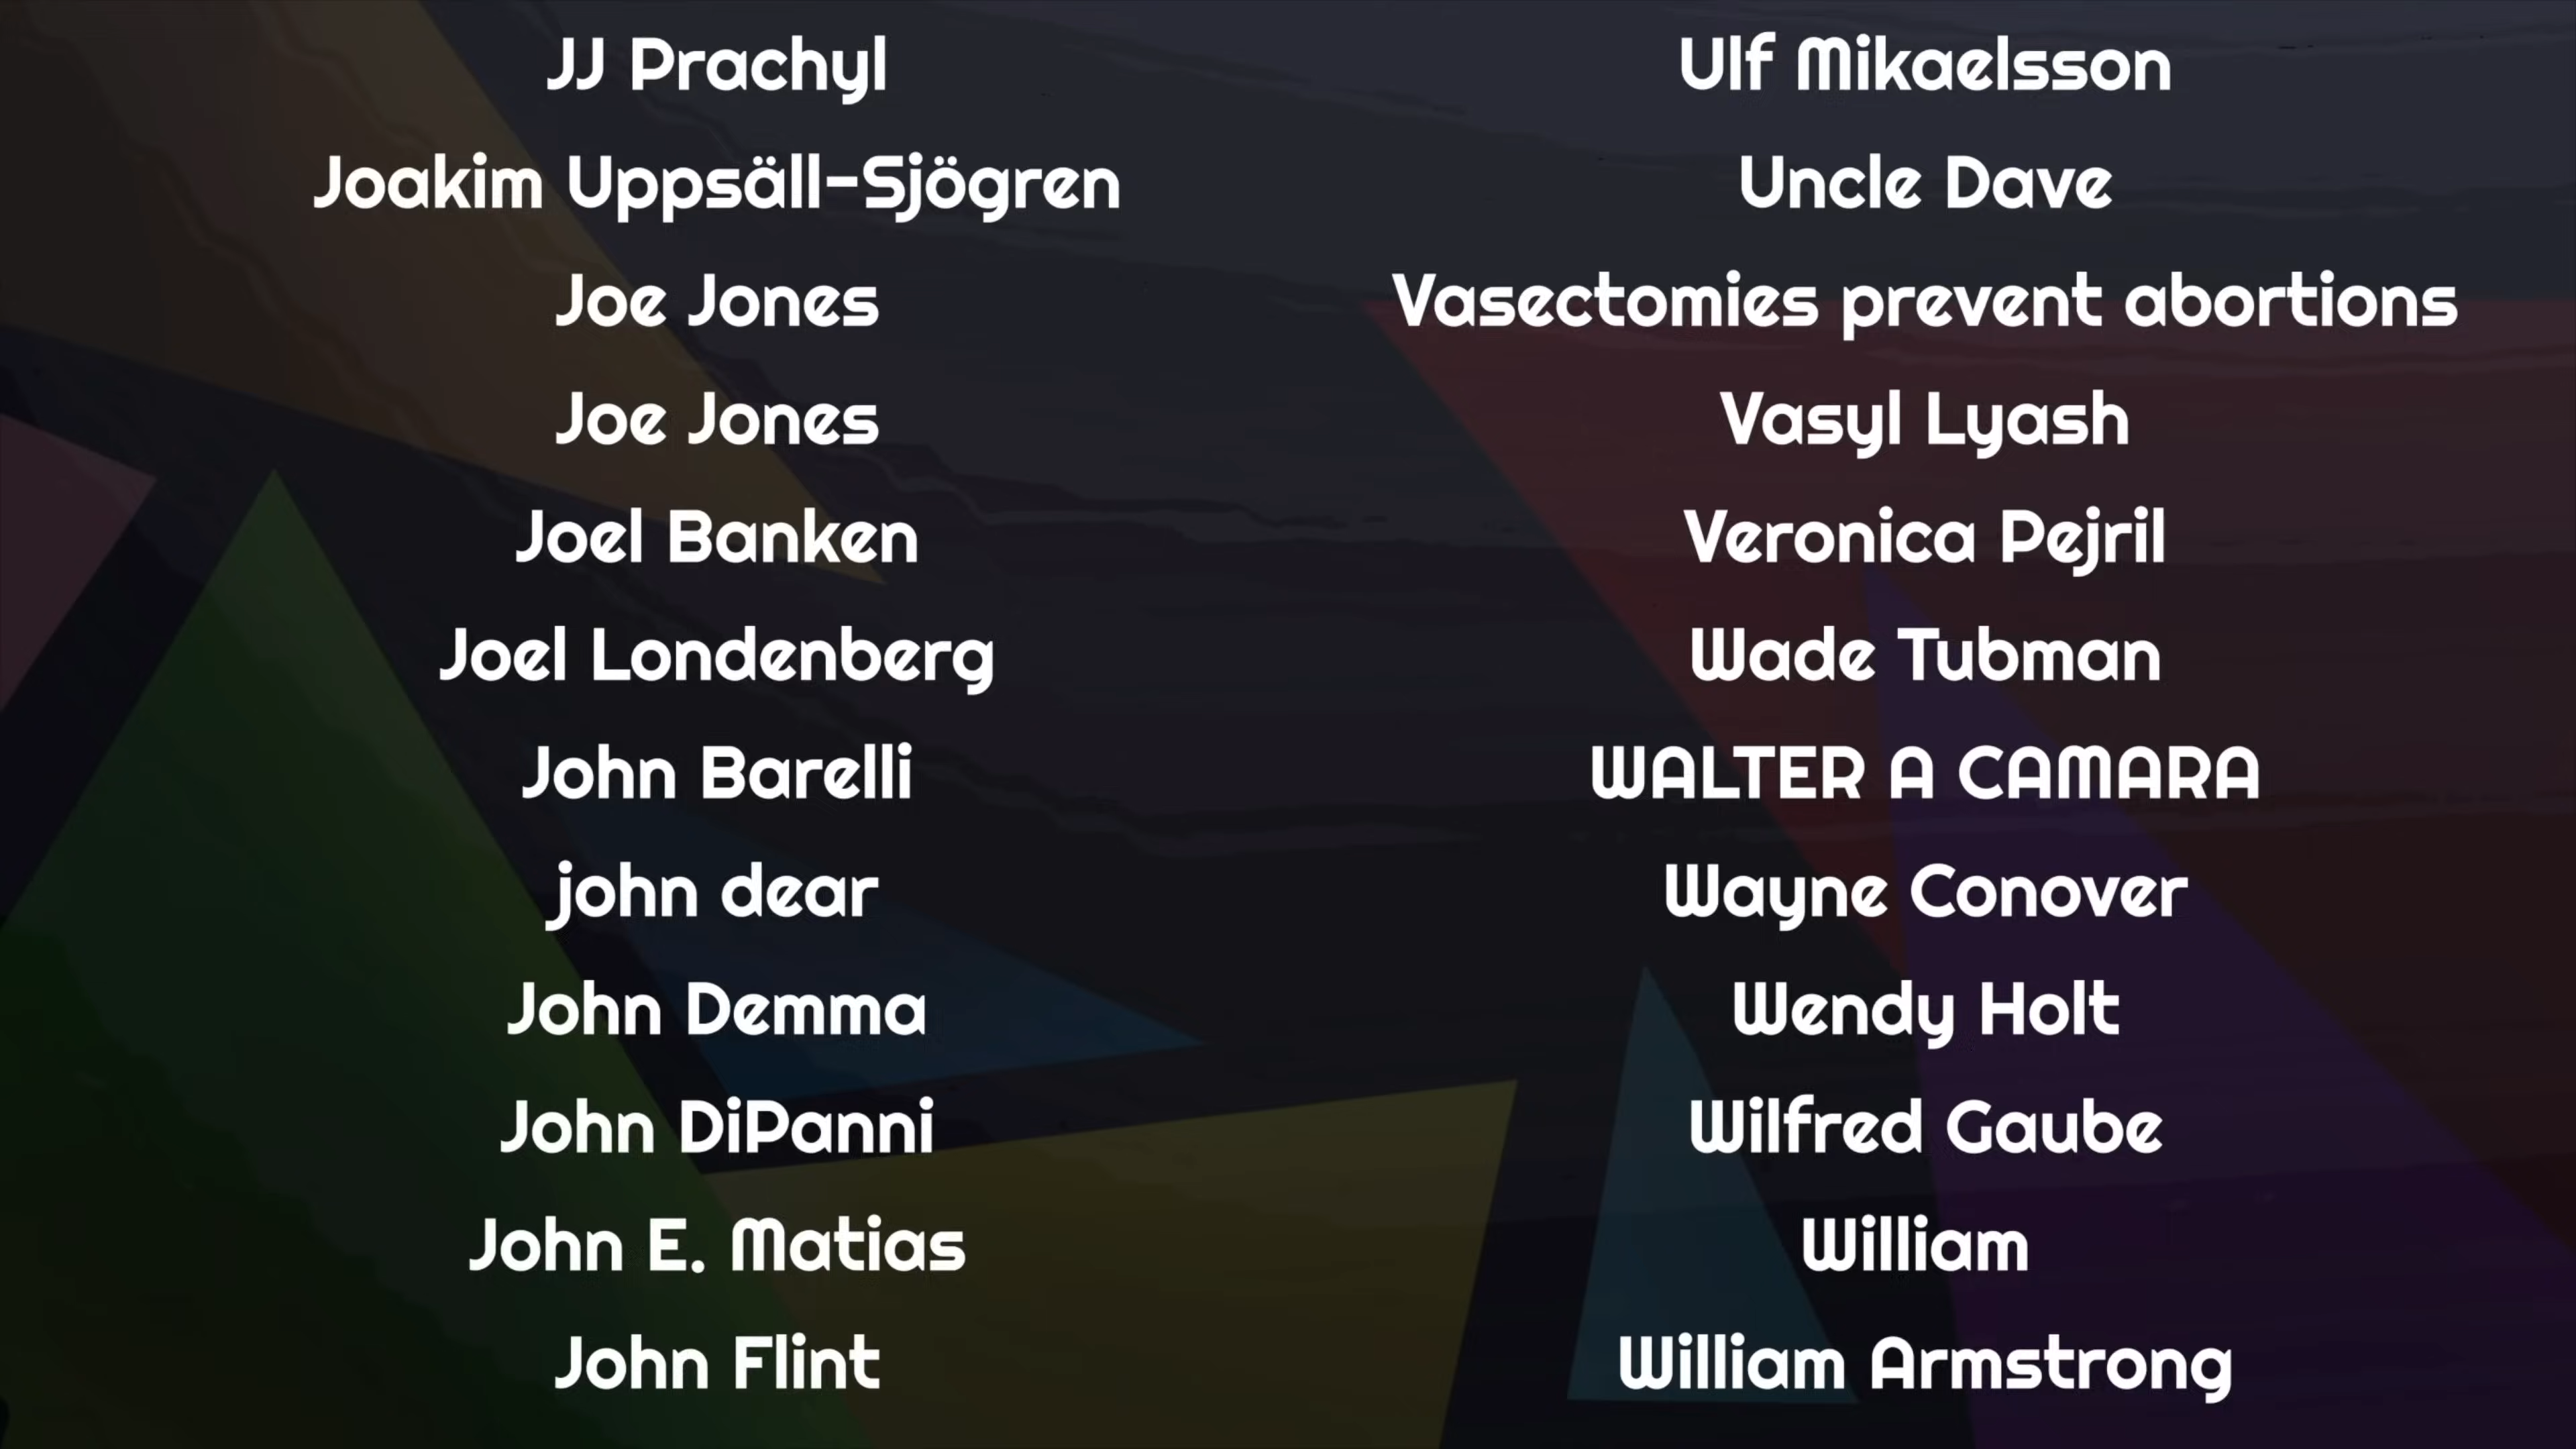 JJ Prachyl
Joakim Uppsäll-Sjögren
Joe Jones
Joe Jones
Joel Banken
Joel Londenberg
John Barelli
john dear
John Demma
John DiPanni
John E. Matias
John Flint
Ulf Mikaelsson
Uncle Dave
Vasectomies prevent abortions
Vasyl Lyash
Veronica Pejril
Wade Tubman
WALTER A CAMARA
Wayne Conover
Wendy Holt
Wilfred Gaube
William
William Armstrong